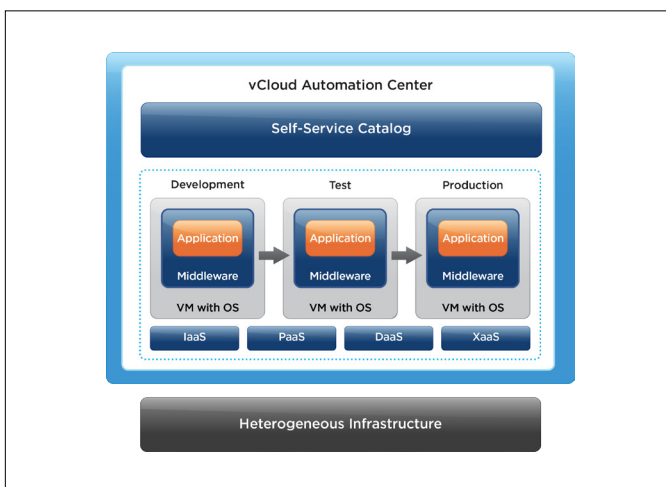 vCloud Automation Center
Self-Service Catalog
Development Test Production
Application Application Application
Middleware Middleware Middleware
VM with OS VM with OS VM with OS
IaaS PaaS DaaS XaaS
Heterogeneous Infrastructure